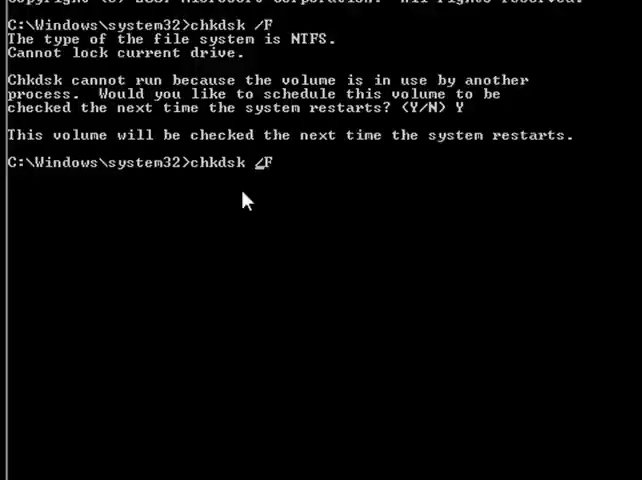 C:\Windows\system32>chkdsk /F
The type of the file system is NTFS.
Cannot lock current drive.
Chkdsk cannot run because the volume is in use by another
process.  Would you like to schedule this volume to be
checked the next time the system restarts? (Y/N) Y
This volume will be checked the next time the system restarts.
C:\Windows\system32>chkdsk /F